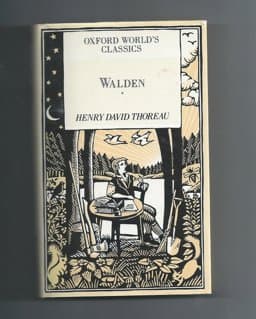 OXFORD WORLD'S
CLASSICS
WALDEN
HENRY DAVID THOREAU